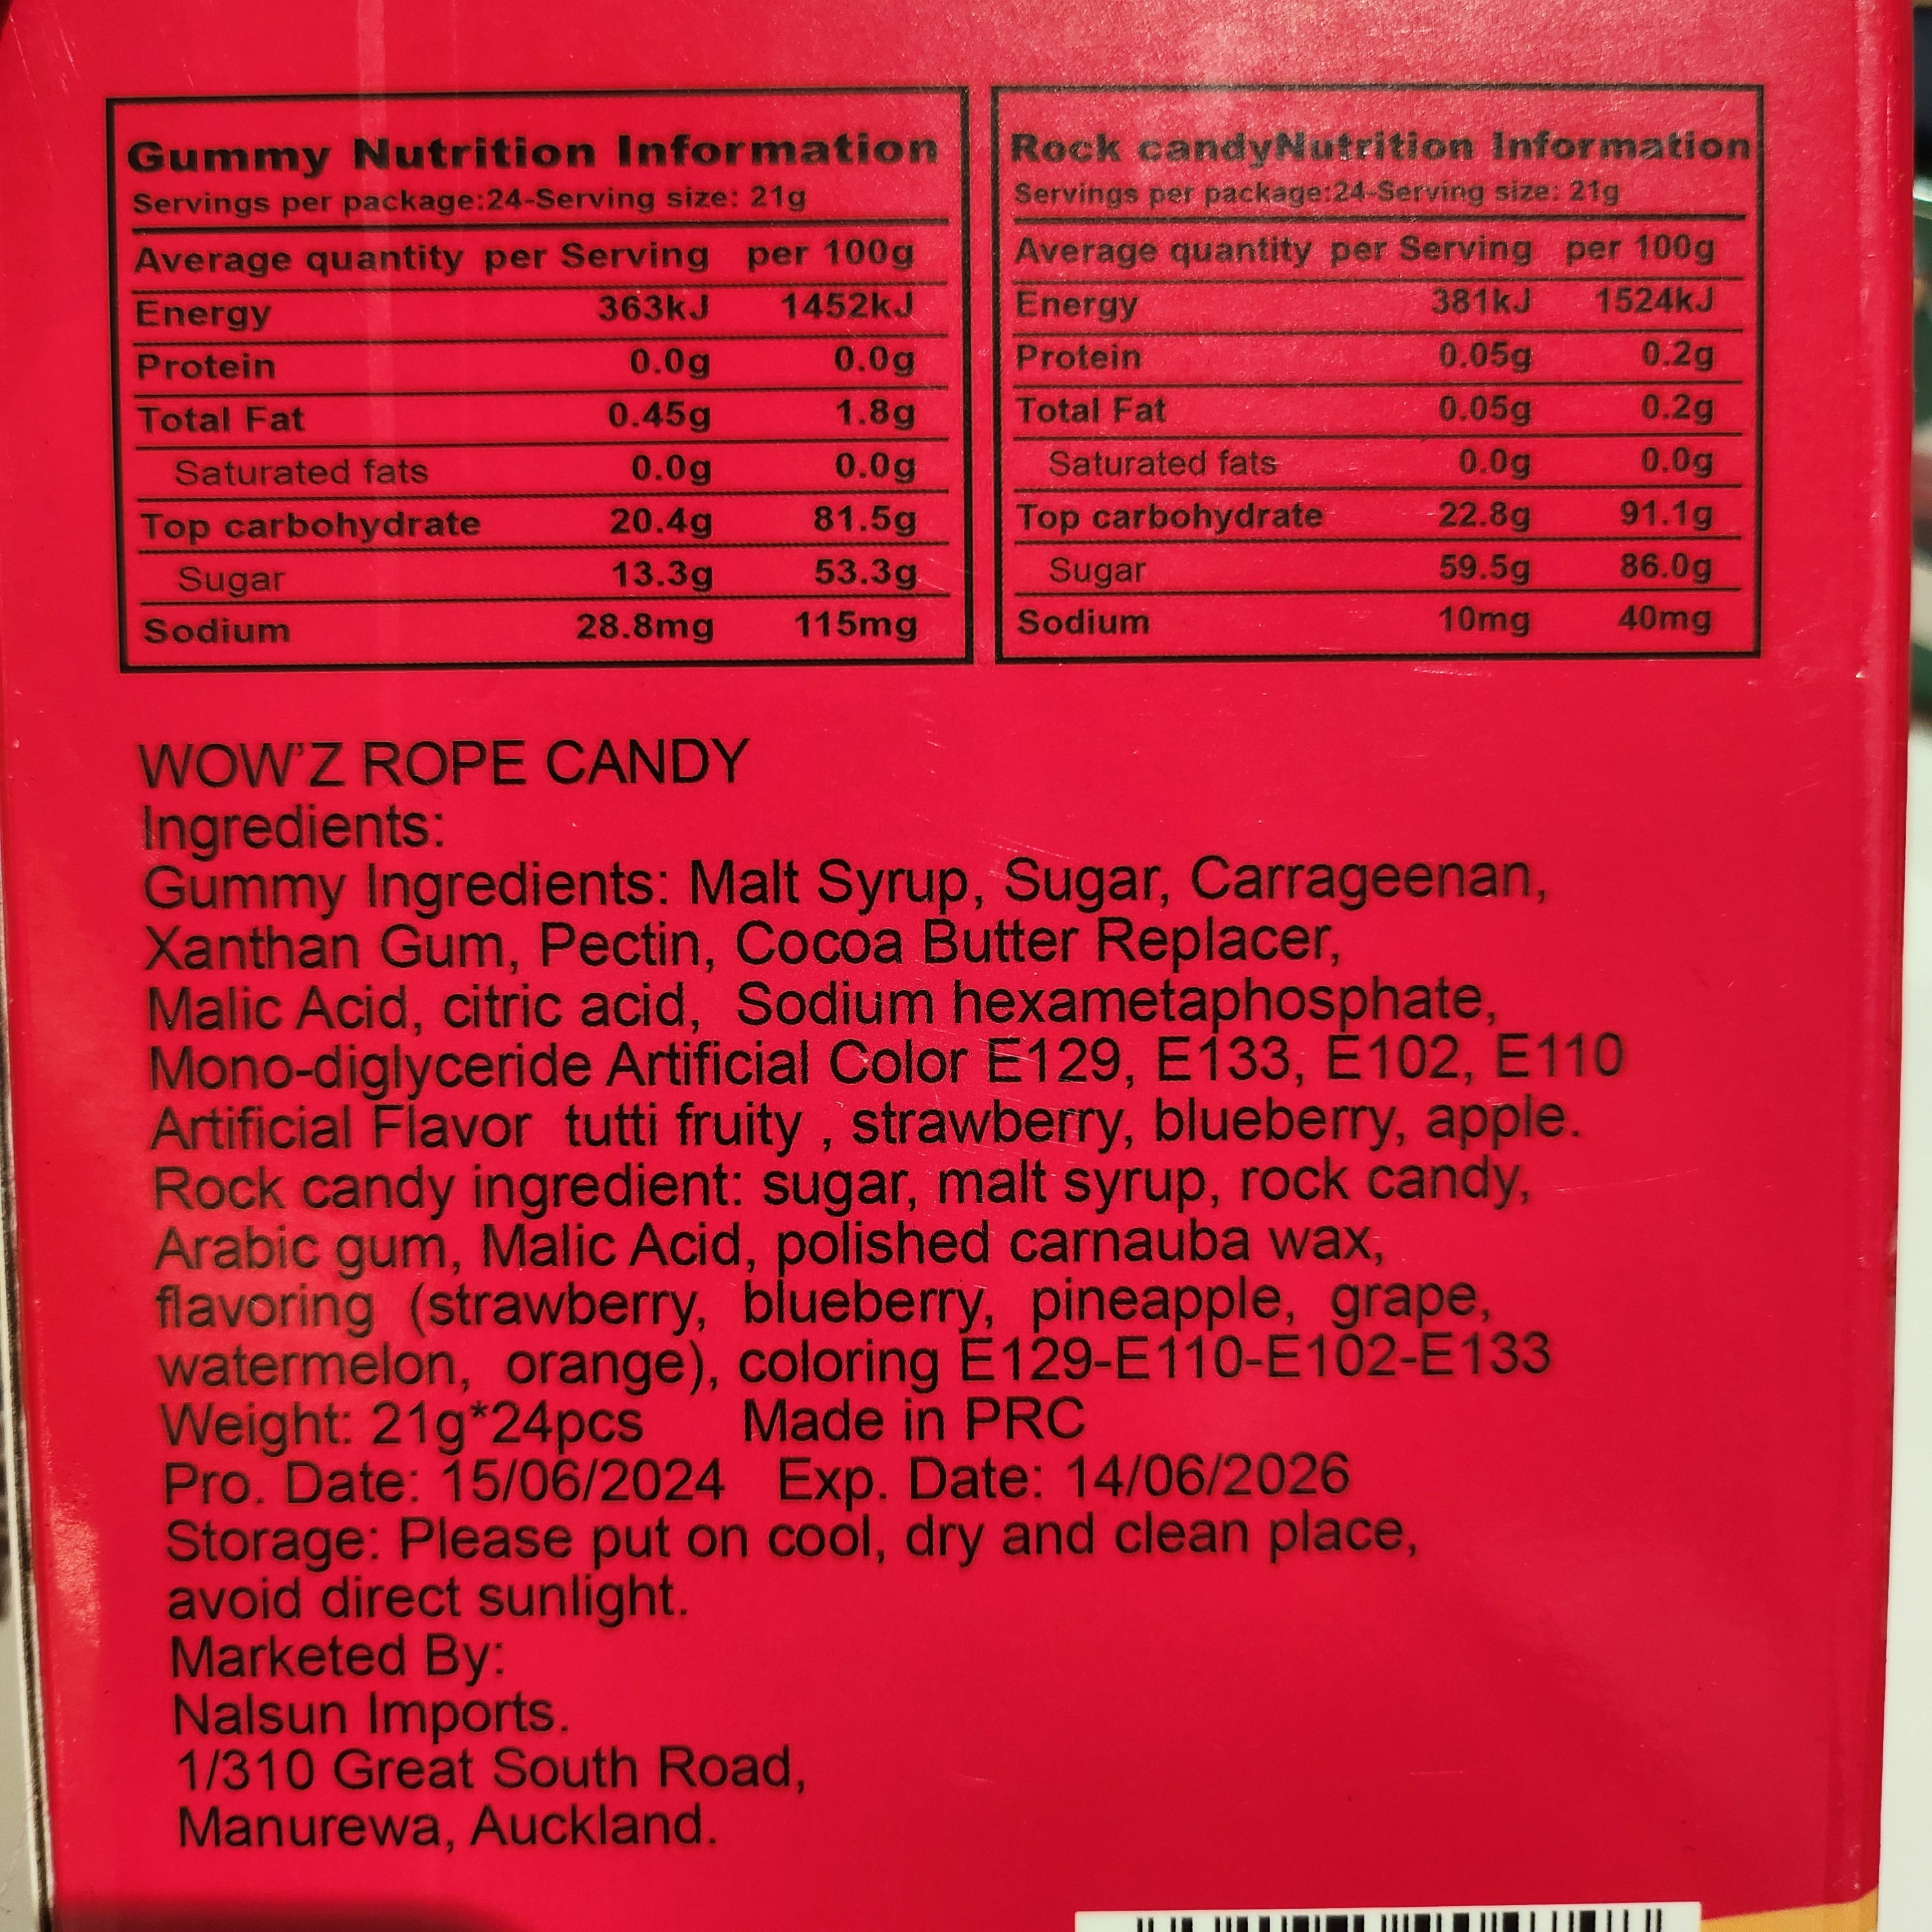 Gummy Nutrition Information
Servings per package:24-Serving size: 21g
Average quantity per Serving per 100g
Energy 363kJ 1452kJ
Protein 0.0g 0.0g
Total Fat 0.45g 1.8g
Saturated fats 0.0g 0.0g
Top carbohydrate 20.4g 81.5g
Sugar 13.3g 53.3g
Sodium 28.8mg 115mg
Rock candyNutrition Information
Servings per package:24-Serving size: 21g
Average quantity per Serving per 100g
Energy 381kJ 1524kJ
Protein 0.05g 0.2g
Total Fat 0.05g 0.2g
Saturated fats 0.0g 0.0g
Top carbohydrate 22.8g 91.1g
Sugar 59.5g 86.0g
Sodium 10mg 40mg
WOW'Z ROPE CANDY
Ingredients:
Gummy Ingredients: Malt Syrup, Sugar, Carrageenan,
Xanthan Gum, Pectin, Cocoa Butter Replacer,
Malic Acid, citric acid, Sodium hexametaphosphate,
Mono-diglyceride Artificial Color E129, E133, E102, E110
Artificial Flavor tutti fruity , strawberry, blueberry, apple.
Rock candy ingredient: sugar, malt syrup, rock candy,
Arabic gum, Malic Acid, polished carnauba wax,
flavoring (strawberry, blueberry, pineapple, grape,
watermelon, orange), coloring E129-E110-E102-E133
Weight: 21g*24pcs Made in PRC
Pro. Date: 15/06/2024 Exp. Date: 14/06/2026
Storage: Please put on cool, dry and clean place,
avoid direct sunlight.
Marketed By:
Nalsun Imports.
1/310 Great South Road,
Manurewa, Auckland.